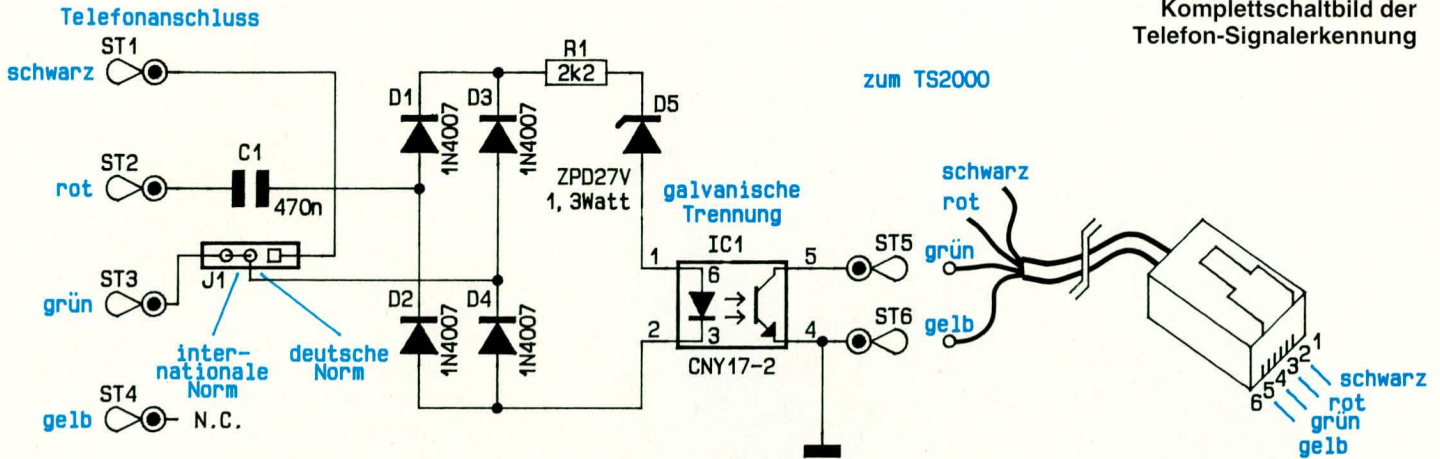 Komplettschaltbild der
Telefon-Signalerkennung
Telefonanschluss
ST1
schwarz
ST2
rot
C1
470n
ST3
grün
J1
inter-
nationale
Norm
deutsche
Norm
ST4
gelb
N.C.
D1
1N4007
D3
1N4007
D2
1N4007
D4
1N4007
R1
2k2
D5
ZPD27V
1,3Watt
galvanische
Trennung
IC1
1
6
5
2
3
4
CNY17-2
zum TS2000
ST5
ST6
schwarz
rot
grün
gelb
1
2
3
4
5
6
schwarz
rot
grün
gelb